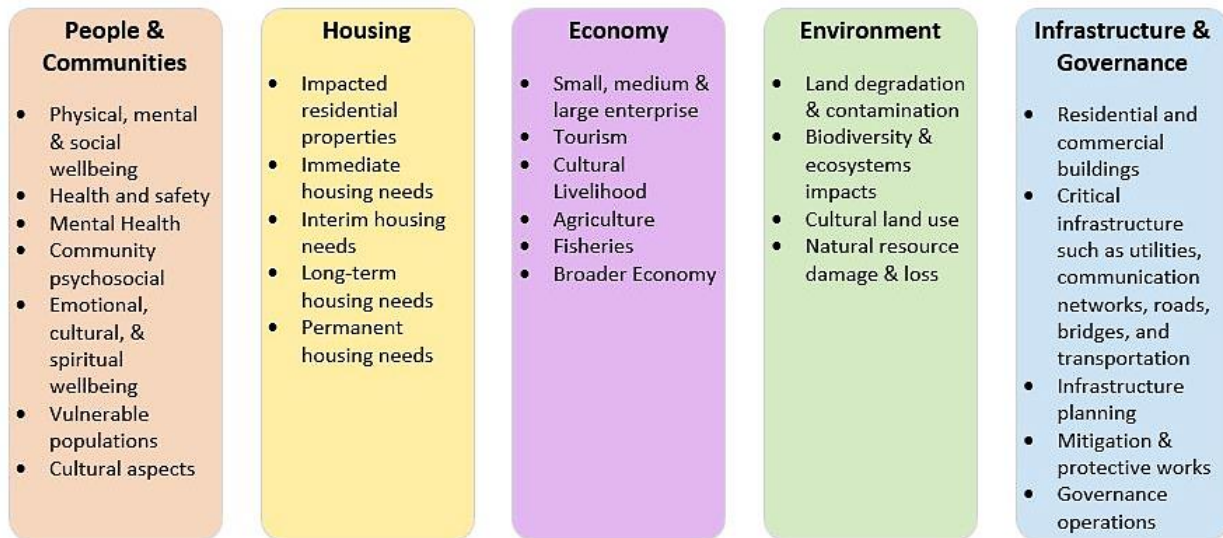 People &
Communities
• Physical, mental
& social
wellbeing
• Health and safety
• Mental Health
• Community
psychosocial
• Emotional,
cultural, &
spiritual
wellbeing
• Vulnerable
populations
• Cultural aspects
Housing
• Impacted
residential
properties
• Immediate
housing needs
• Interim housing
needs
• Long-term
housing needs
• Permanent
housing needs
Economy
• Small, medium &
large enterprise
• Tourism
• Cultural
Livelihood
• Agriculture
• Fisheries
• Broader Economy
Environment
• Land degradation
& contamination
• Biodiversity &
ecosystems
impacts
• Cultural land use
• Natural resource
damage & loss
Infrastructure &
Governance
• Residential and
commercial
buildings
• Critical
infrastructure
such as utilities,
communication
networks, roads,
bridges, and
transportation
• Infrastructure
planning
• Mitigation &
protective works
• Governance
operations